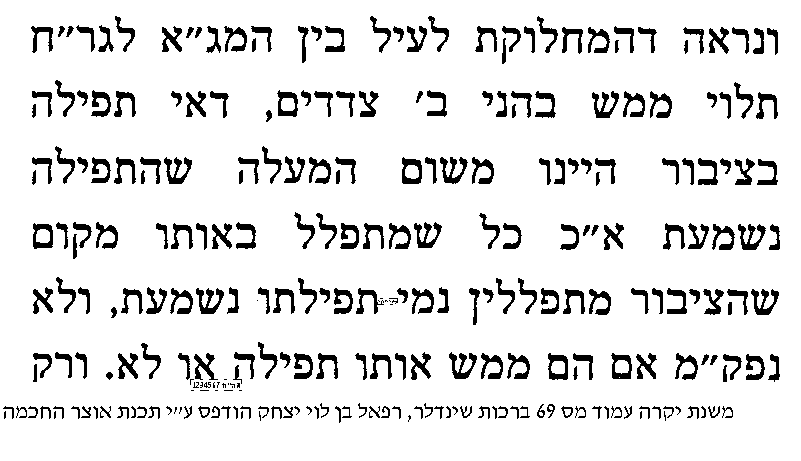 ונראה דהמחלוקת לעיל בין המג״א לגר״ח
תלוי ממש בהני ב׳ צדדים, דאי תפילה
בציבור היינו משום המעלה שהתפילה
נשמעת א״כ כל שמתפלל באותו מקום
שהציבור מתפללין נמי תפילתו נשמעת, ולא
נפק״מ אם הם ממש אותו תפילה או לא. ורק
משנת יקרה עמוד מס 69 ברכות שינדלר, רפאל בן לוי יצחק הודפס ע״י תכנת אוצר החכמה